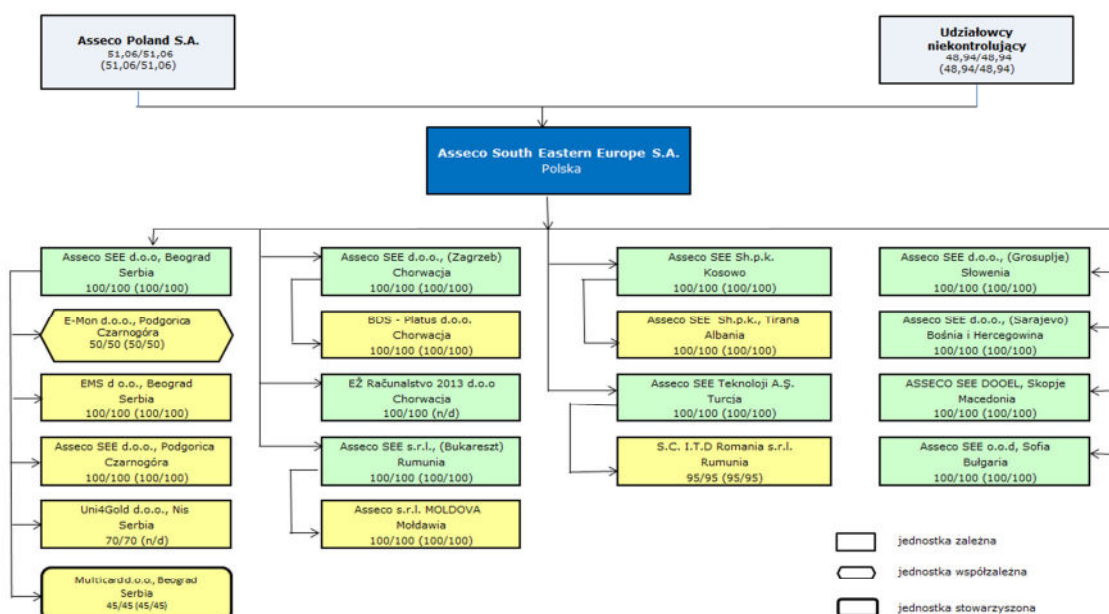 Asseco Poland S.A.
51,06/51,06
(51,06/51,06)
Udziałowcy
niekontrolujący
48,94/48,94
(48,94/48,94)
Asseco South Eastern Europe S.A.
Polska
Asseco SEE d.o.o, Beograd
Serbia
100/100 (100/100)
E-Mon d.o.o., Podgorica
Czarnogóra
50/50 (50/50)
EMS d o.o., Beograd
Serbia
100/100 (100/100)
Asseco SEE d.o.o., Podgorica
Czarnogóra
100/100 (100/100)
Uni4Gold d.o.o., Nis
Serbia
70/70 (n/d)
Multicard d.o.o., Beograd
Serbia
45/45 (45/45)
Asseco SEE d.o.o., (Zagrzeb)
Chorwacja
100/100 (100/100)
BDS - Platus d.o.o.
Chorwacja
100/100 (100/100)
EŽ Računalstvo 2013 d.o.o
Chorwacja
100/100 (n/d)
Asseco SEE s.r.l., (Bukareszt)
Rumunia
100/100 (100/100)
Asseco s.r.l. MOLDOVA
Mołdawia
100/100 (100/100)
Asseco SEE Sh.p.k.
Kosowo
100/100 (100/100)
Asseco SEE Sh.p.k., Tirana
Albania
100/100 (100/100)
Asseco SEE Teknoloji A.Ş.
Turcja
100/100 (100/100)
S.C. I.T.D Romania s.r.l.
Rumunia
95/95 (95/95)
Asseco SEE d.o.o., (Grosuplje)
Słowenia
100/100 (100/100)
Asseco SEE d.o.o., (Sarajevo)
Bośnia i Hercegowina
100/100 (100/100)
ASSECO SEE DOOEL, Skopje
Macedonia
100/100 (100/100)
Asseco SEE o.o.d, Sofia
Bułgaria
100/100 (100/100)
jednostka zależna
jednostka współzależna
jednostka stowarzyszona